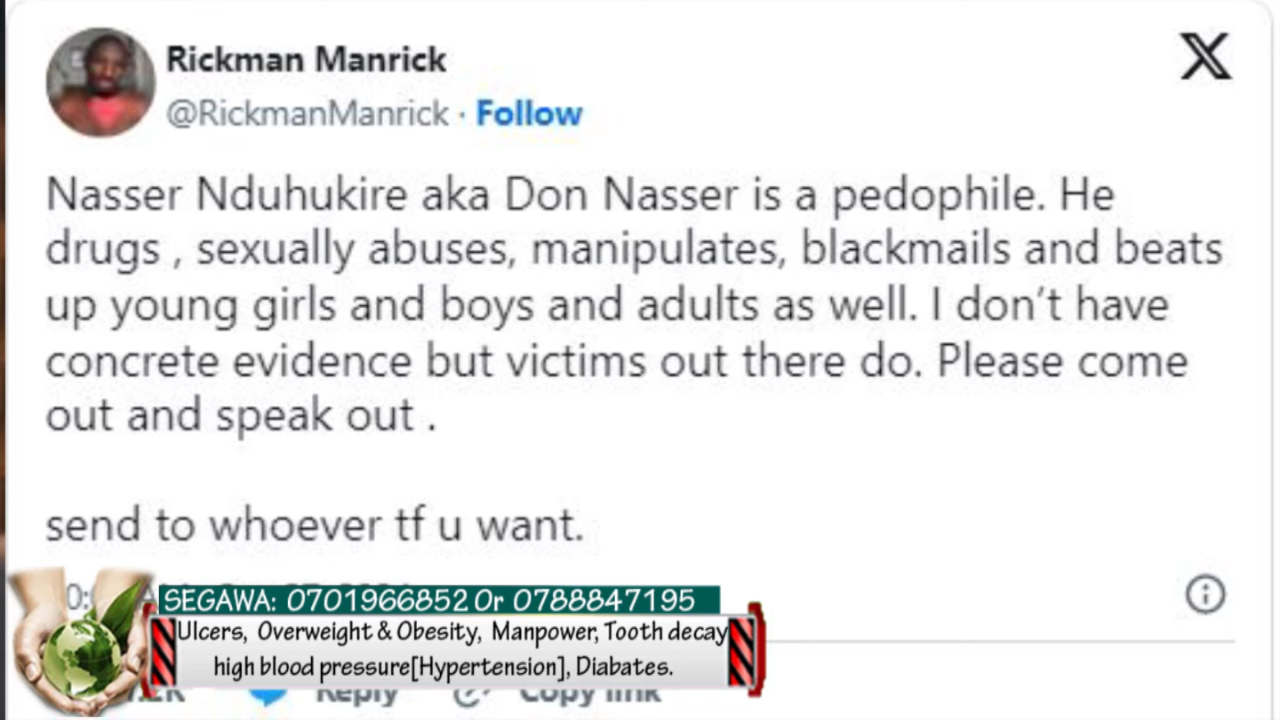 Rickman Manrick
@RickmanManrick · Follow
Nasser Nduhukire aka Don Nasser is a pedophile. He
drugs , sexually abuses, manipulates, blackmails and beats
up young girls and boys and adults as well. I don’t have
concrete evidence but victims out there do. Please come
out and speak out .
send to whoever tf u want.
SEGAWA: 0701966852 Or 0788847195
Ulcers, Overweight & Obesity, Manpower, Tooth decay
high blood pressure[Hypertension], Diabates.
Reply Copy link